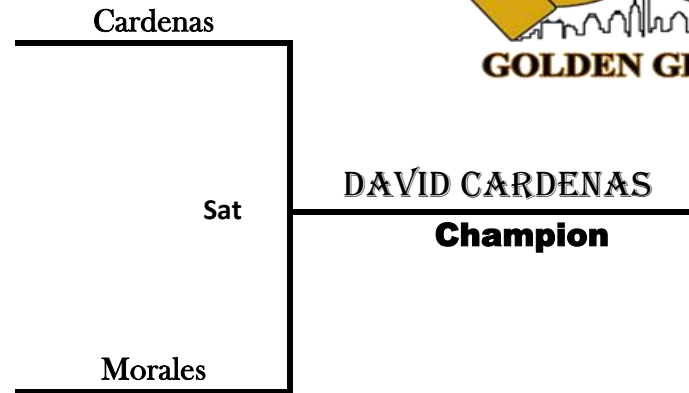 Cardenas
GOLDEN
DAVID CARDENAS
Sat
Champion
Morales